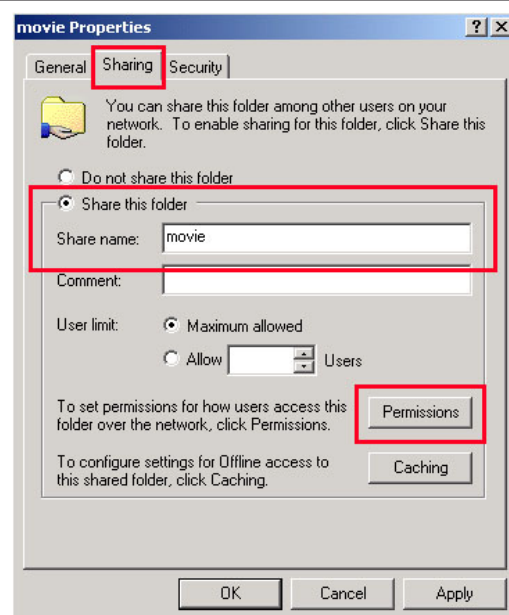 movie Properties
General Sharing Security
You can share this folder among other users on your
network. To enable sharing for this folder, click Share this
folder.
Do not share this folder
Share this folder
Share name: movie
Comment:
User limit: Maximum allowed
Allow Users
To set permissions for how users access this
folder over the network, click Permissions.
Permissions
To configure settings for Offline access to
this shared folder, click Caching.
Caching
OK Cancel Apply